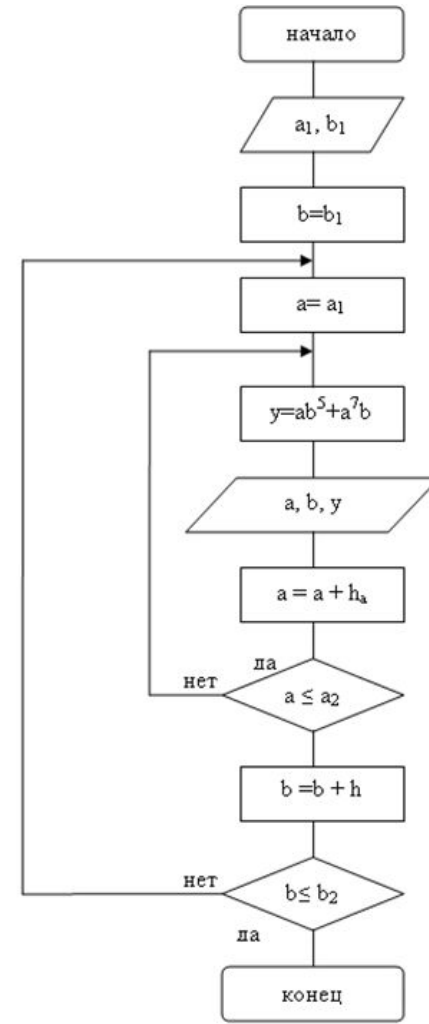 начало
a₁, b₁
b=b₁
a= a₁
y=ab⁵+a⁷b
a, b, y
a = a + hₐ
да
нет
a ≤ a₂
b =b + h
нет
b≤ b₂
да
конец